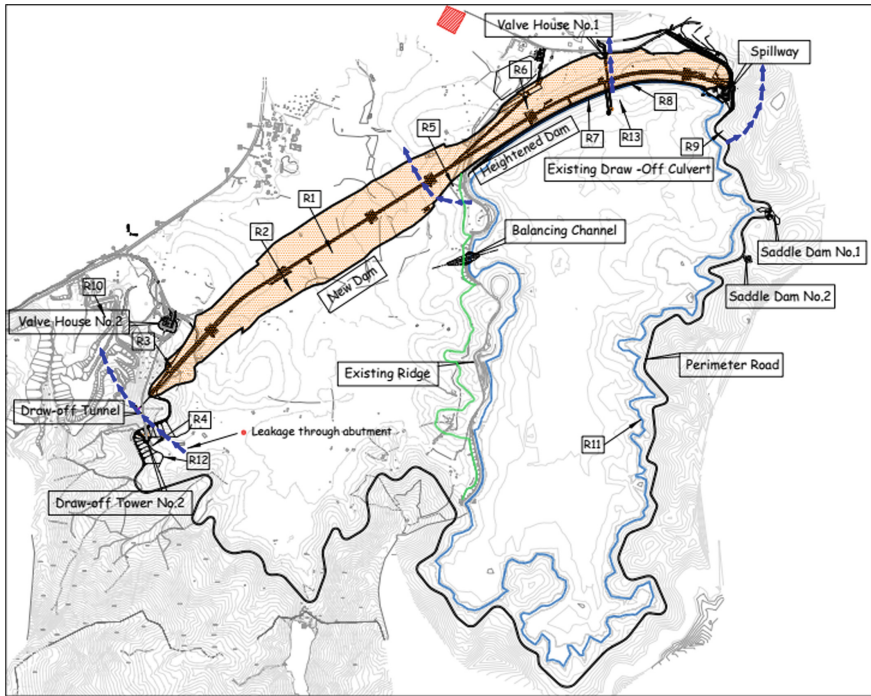 Valve House No.1
Spillway
R6
R8
R7
R13
R5
R9
Heightened Dam
Existing Draw -Off Culvert
R1
R2
Balancing Channel
New Dam
Saddle Dam No.1
Saddle Dam No.2
R10
Valve House No.2
R3
Existing Ridge
Perimeter Road
Draw-off Tunnel
R4
Leakage through abutment
R11
R12
Draw-off Tower No.2